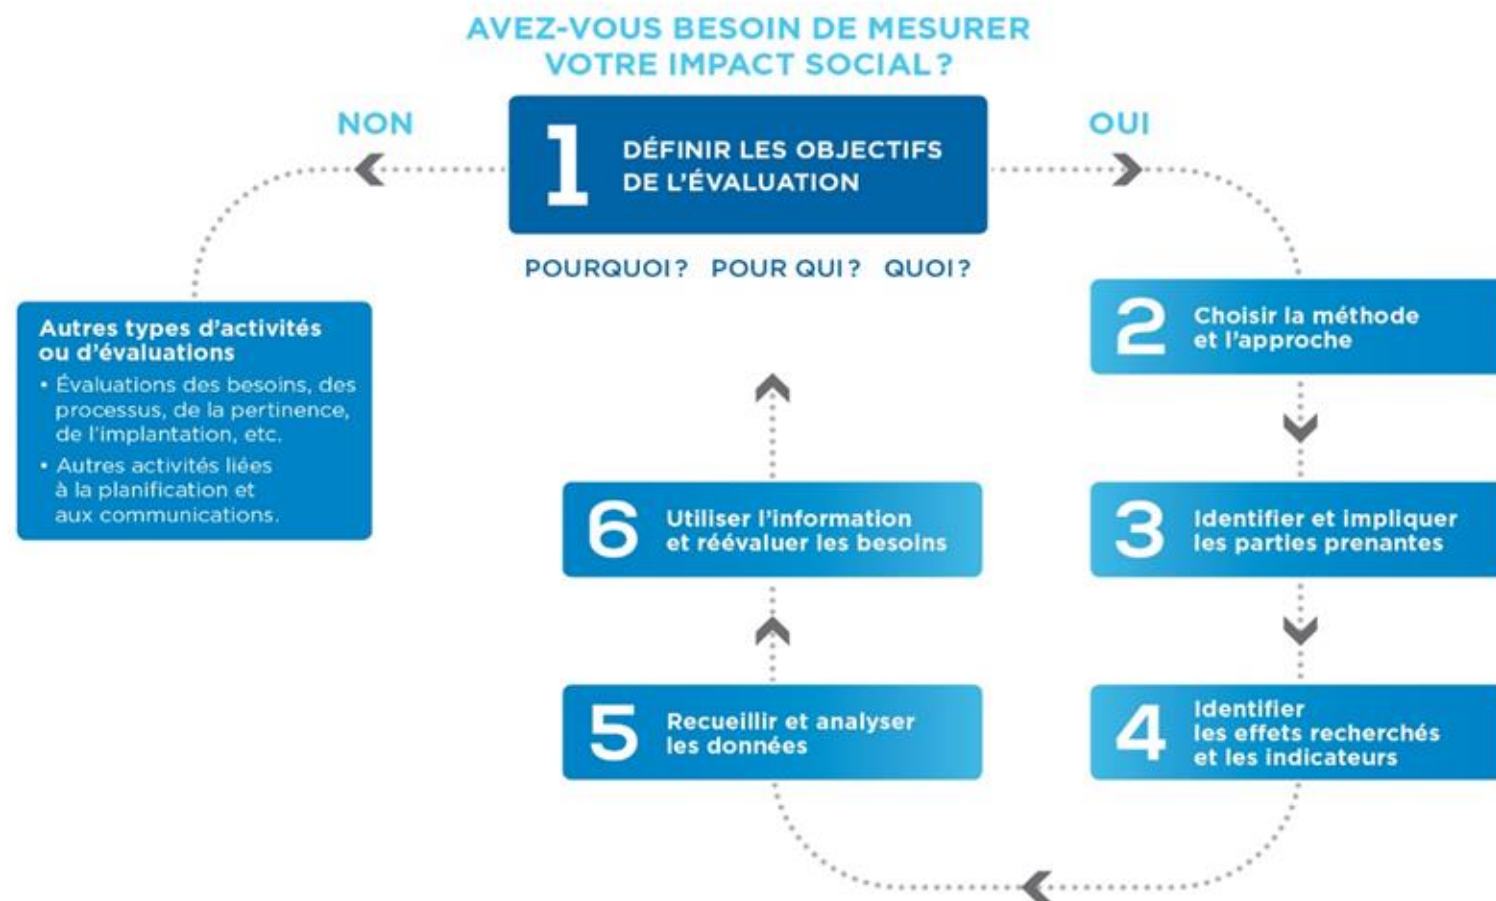 AVEZ-VOUS BESOIN DE MESURER
VOTRE IMPACT SOCIAL ?
NON
OUI
1
DÉFINIR LES OBJECTIFS
DE L'ÉVALUATION
POURQUOI ? POUR QUI ? QUOI ?
Autres types d'activités
ou d'évaluations
• Évaluations des besoins, des
processus, de la pertinence,
de l'implantation, etc.
• Autres activités liées
à la planification et
aux communications.
2
Choisir la méthode
et l'approche
3
Identifier et impliquer
les parties prenantes
4
Identifier
les effets recherchés
et les indicateurs
5
Recueillir et analyser
les données
6
Utiliser l'information
et réévaluer les besoins